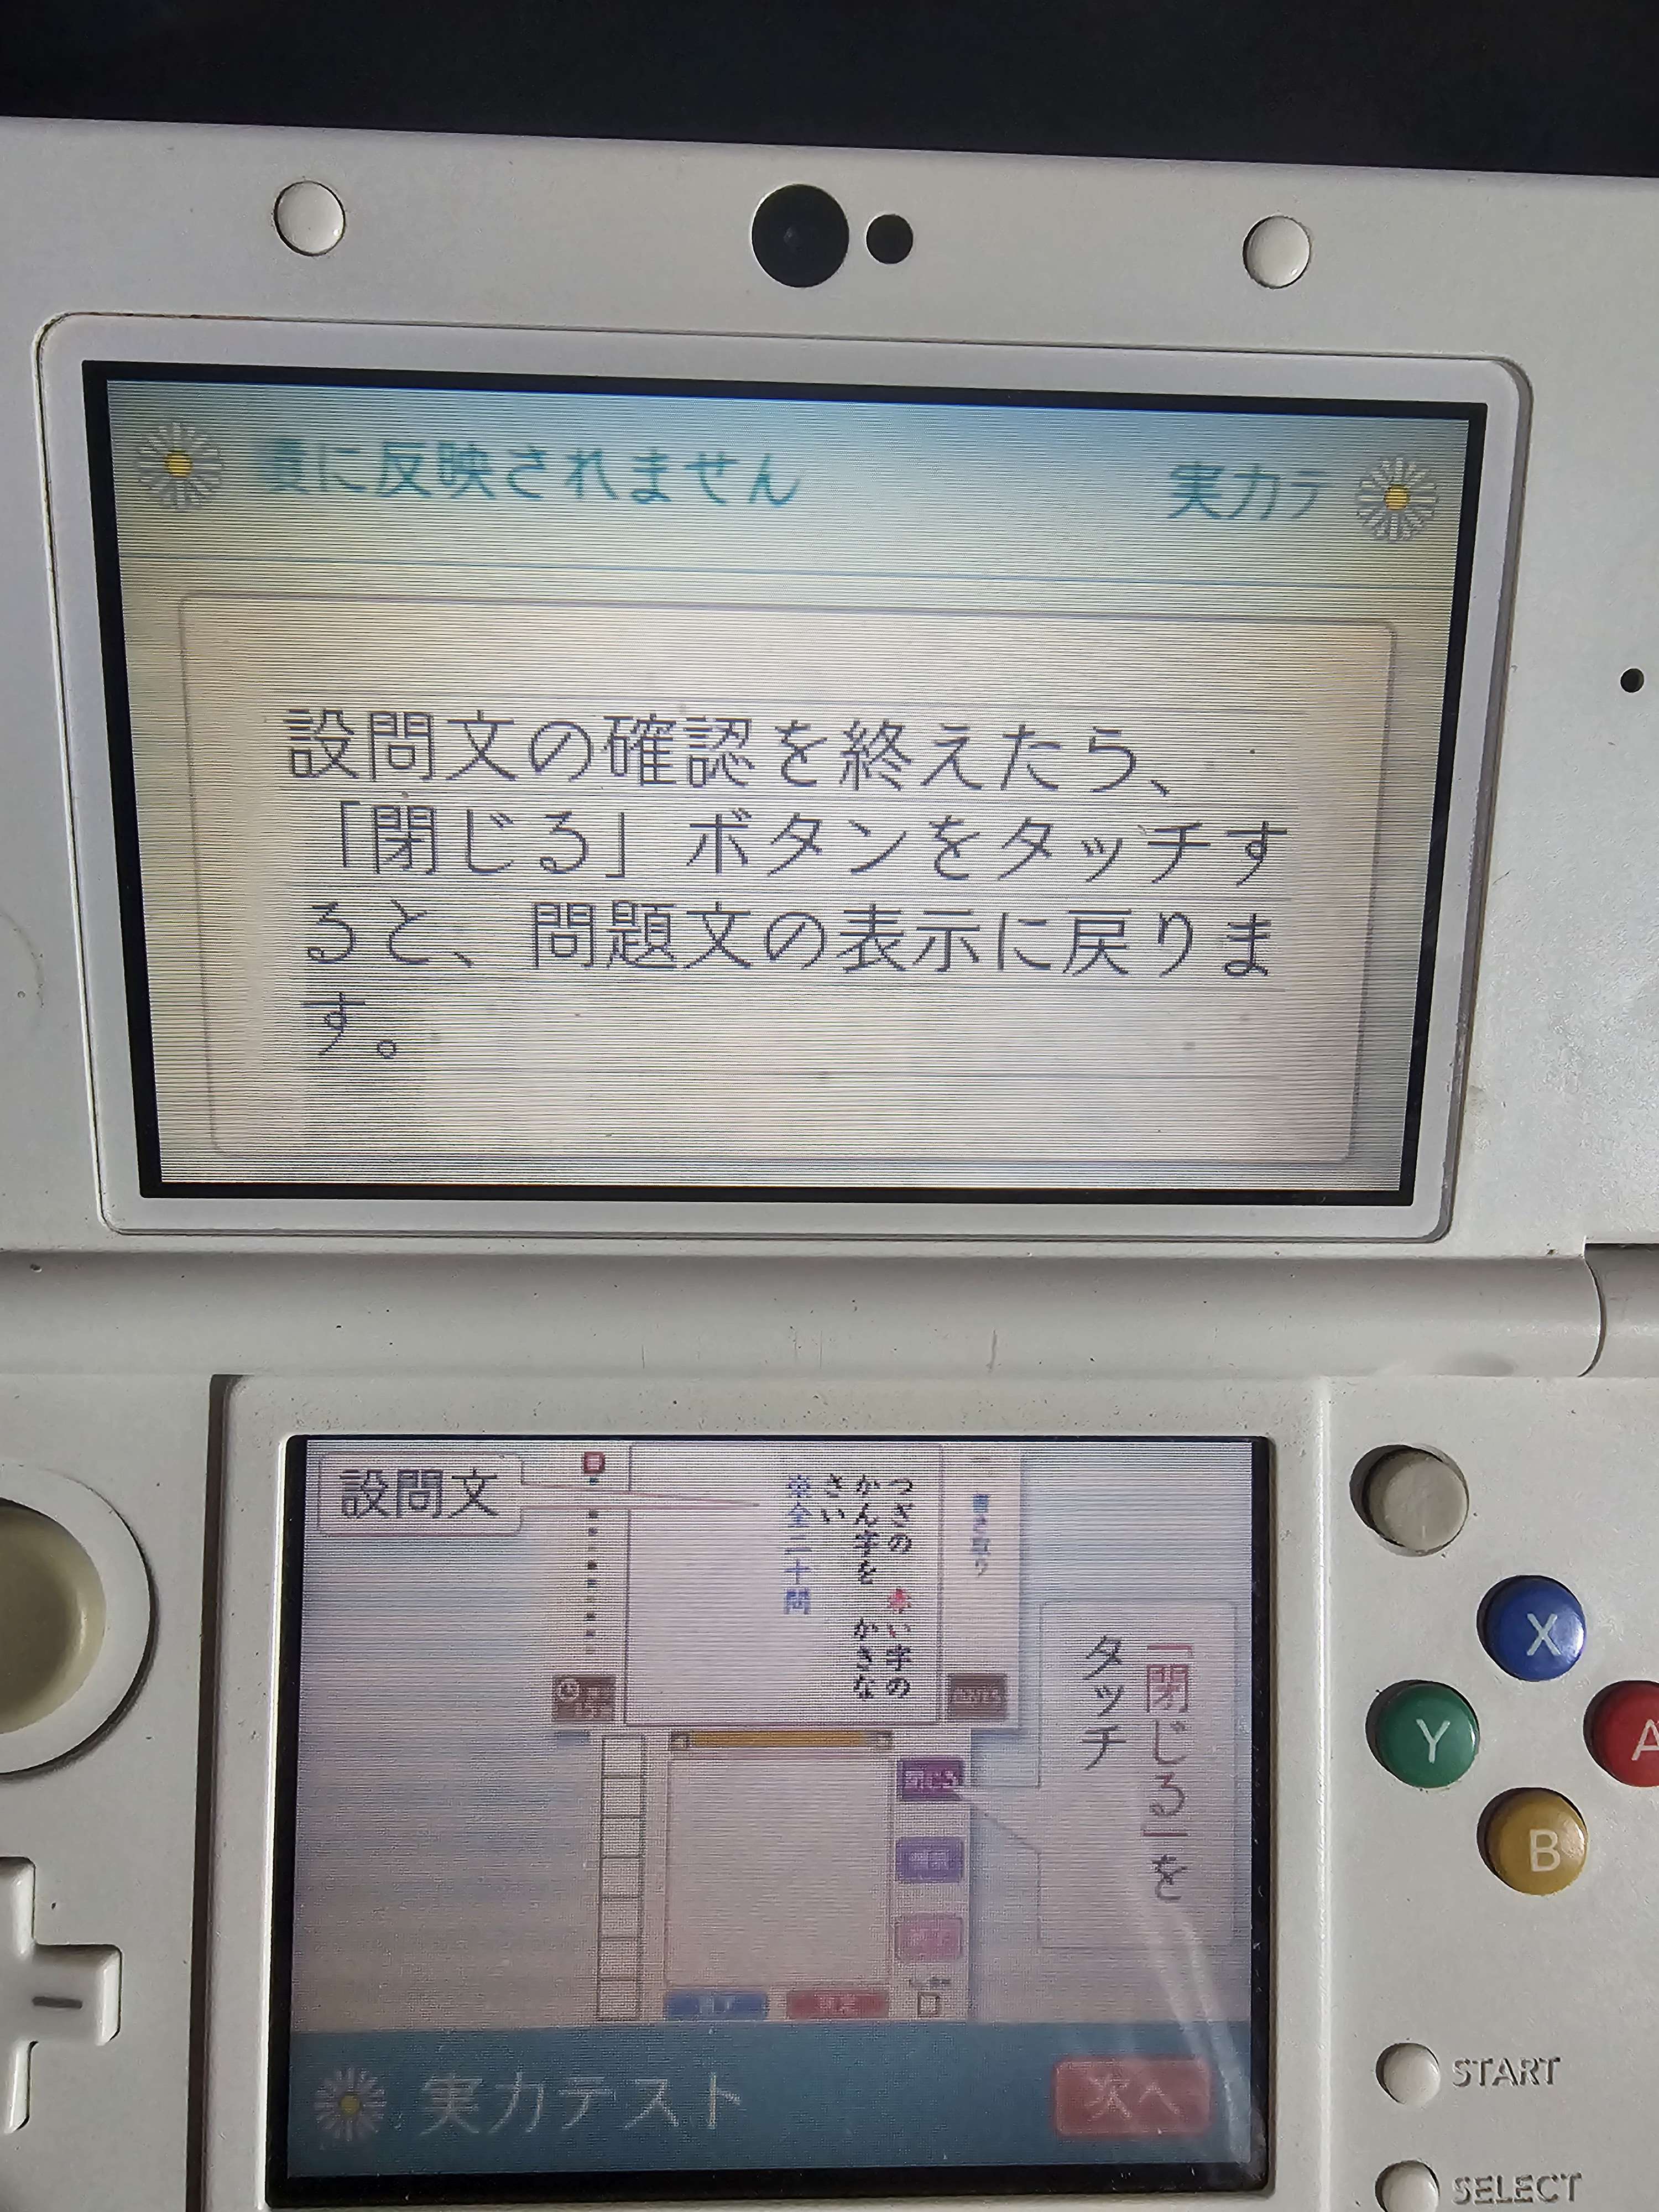 に反映されません
実力テ
設問文の確認を終えたら、
「閉じる」ボタンをタッチす
ると、問題文の表示に戻りま
す。
設問文
つぎの 赤い字の
かん字を かきな
さい
全二十問
「閉じる」を
タッチ
閉じる
実力テスト
次へ
X
Y
A
B
START
SELECT